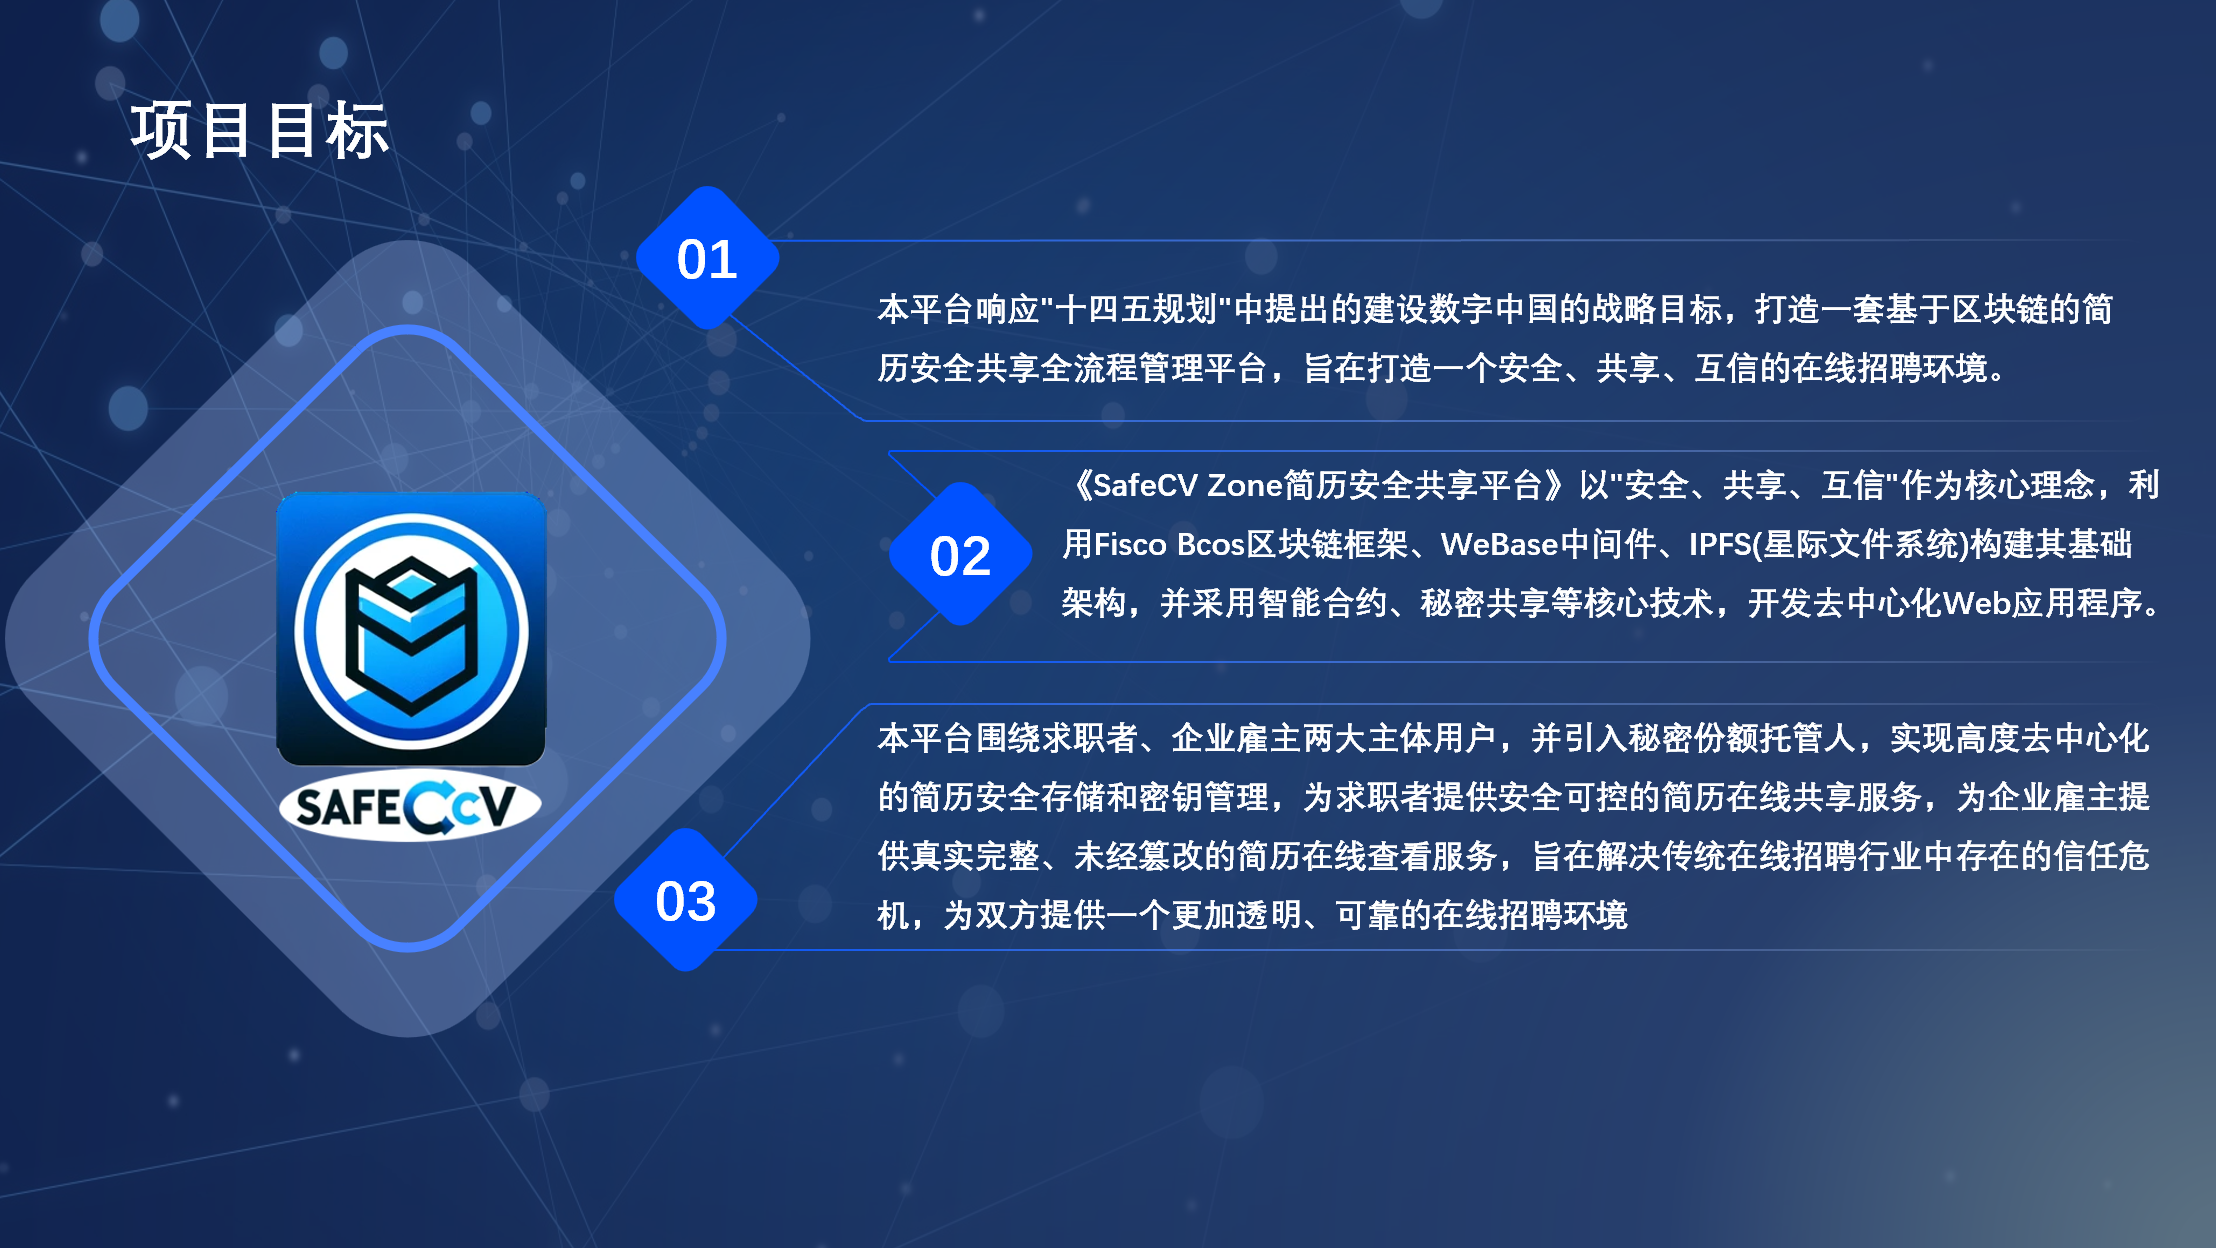 项目目标
01
本平台响应"十四五规划"中提出的建设数字中国的战略目标，打造一套基于区块链的简
历安全共享全流程管理平台，旨在打造一个安全、共享、互信的在线招聘环境。
02
《SafeCV Zone简历安全共享平台》以"安全、共享、互信"作为核心理念，利
用Fisco Bcos区块链框架、WeBase中间件、IPFS(星际文件系统)构建其基础
架构，并采用智能合约、秘密共享等核心技术，开发去中心化Web应用程序。
03
本平台围绕求职者、企业雇主两大主体用户，并引入秘密份额托管人，实现高度去中心化
的简历安全存储和密钥管理，为求职者提供安全可控的简历在线共享服务，为企业雇主提
供真实完整、未经篡改的简历在线查看服务，旨在解决传统在线招聘行业中存在的信任危
机，为双方提供一个更加透明、可靠的在线招聘环境
SAFECcV